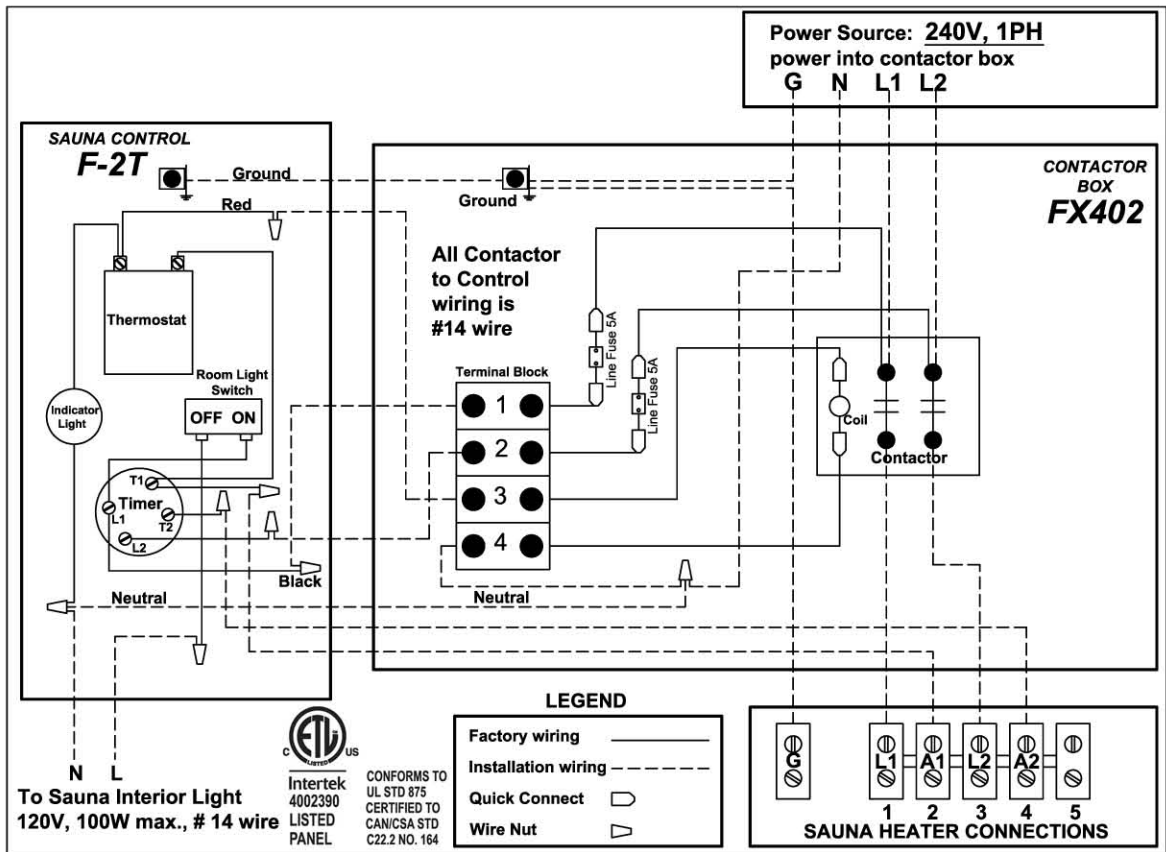 Power Source: 240V, 1PH
power into contactor box
G N L1 L2
SAUNA CONTROL
F-2T
Ground
Red
Thermostat
Room Light
Switch
OFF ON
Indicator
Light
T1
Timer
L1
T2
L2
Black
Neutral
N L
To Sauna Interior Light
120V, 100W max., # 14 wire
CONTACTOR
BOX
FX402
Ground
All Contactor
to Control
wiring is
#14 wire
Line Fuse 5A
Line Fuse 5A
Terminal Block
1
2
3
4
Coil
Contactor
Neutral
C ETL US
LISTED
Intertek
4002390
LISTED
PANEL
CONFORMS TO
UL STD 875
CERTIFIED TO
CAN/CSA STD
C22.2 NO. 164
LEGEND
Factory wiring
Installation wiring
Quick Connect
Wire Nut
G L1 A1 L2 A2
1 2 3 4 5
SAUNA HEATER CONNECTIONS